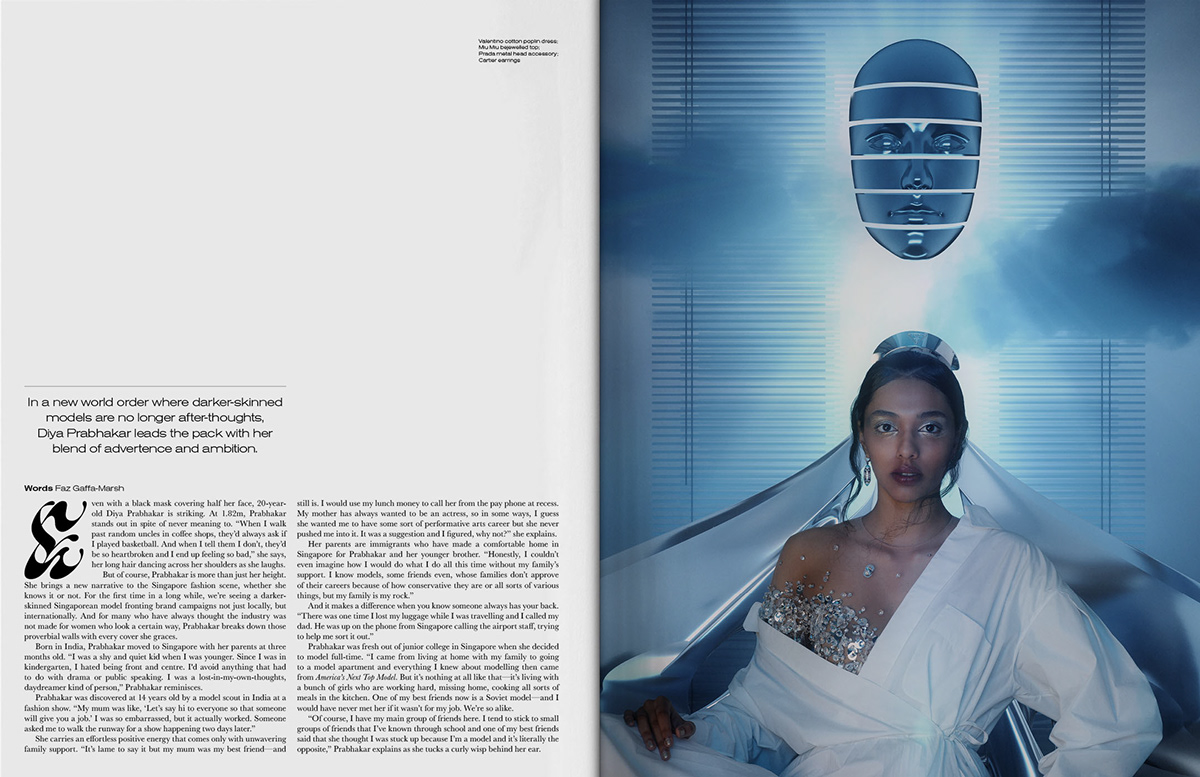 Valentino cotton poplin dress;
Miu Miu bejewelled top;
Prada metal head accessory;
Cartier earrings
In a new world order where darker-skinned
models are no longer after-thoughts,
Diya Prabhakar leads the pack with her
blend of advertence and ambition.
Words Faz Gaffa-Marsh
Even with a black mask covering half her face, 20-year-
old Diya Prabhakar is striking. At 1.82m, Prabhakar
stands out in spite of never meaning to. “When I walk
past random uncles in coffee shops, they’d always ask if
I played basketball. And when I tell them I don’t, they’d
be so heartbroken and I end up feeling so bad,” she says,
her long hair dancing across her shoulders as she laughs.
But of course, Prabhakar is more than just her height.
She brings a new narrative to the Singapore fashion scene, whether she
knows it or not. For the first time in a long while, we’re seeing a darker-
skinned Singaporean model fronting brand campaigns not just locally, but
internationally. And for many who have always thought the industry was
not made for women who look a certain way, Prabhakar breaks down those
proverbial walls with every cover she graces.
Born in India, Prabhakar moved to Singapore with her parents at three
months old. “I was a shy and quiet kid when I was younger. Since I was in
kindergarten, I hated being front and centre. I’d avoid anything that had
to do with drama or public speaking. I was a lost-in-my-own-thoughts,
daydreamer kind of person,” Prabhakar reminisces.
Prabhakar was discovered at 14 years old by a model scout in India at a
fashion show. “My mum was like, ‘Let’s say hi to everyone so that someone
will give you a job.’ I was so embarrassed, but it actually worked. Someone
asked me to walk the runway for a show happening two days later.”
She carries an effortless positive energy that comes only with unwavering
family support. “It’s lame to say it but my mum was my best friend—and
still is. I would use my lunch money to call her from the pay phone at recess.
My mother has always wanted to be an actress, so in some ways, I guess
she wanted me to have some sort of performative arts career but she never
pushed me into it. It was a suggestion and I figured, why not?” she explains.
Her parents are immigrants who have made a comfortable home in
Singapore for Prabhakar and her younger brother. “Honestly, I couldn’t
even imagine how I would do what I do all this time without my family’s
support. I know models, some friends even, whose families don’t approve
of their careers because of how conservative they are or all sorts of various
things, but my family is my rock.”
And it makes a difference when you know someone always has your back.
“There was one time I lost my luggage while I was travelling and I called my
dad. He was up on the phone from Singapore calling the airport staff, trying
to help me sort it out.”
Prabhakar was fresh out of junior college in Singapore when she decided
to model full-time. “I came from living at home with my family to going
to a model apartment and everything I knew about modelling then came
from America’s Next Top Model. But it’s nothing at all like that—it’s living with
a bunch of girls who are working hard, missing home, cooking all sorts of
meals in the kitchen. One of my best friends now is a Soviet model—and I
would have never met her if it wasn’t for my job. We’re so alike.
“Of course, I have my main group of friends here. I tend to stick to small
groups of friends that I’ve known through school and one of my best friends
said that she thought I was stuck up because I’m a model and it’s literally the
opposite,” Prabhakar explains as she tucks a curly wisp behind her ear.